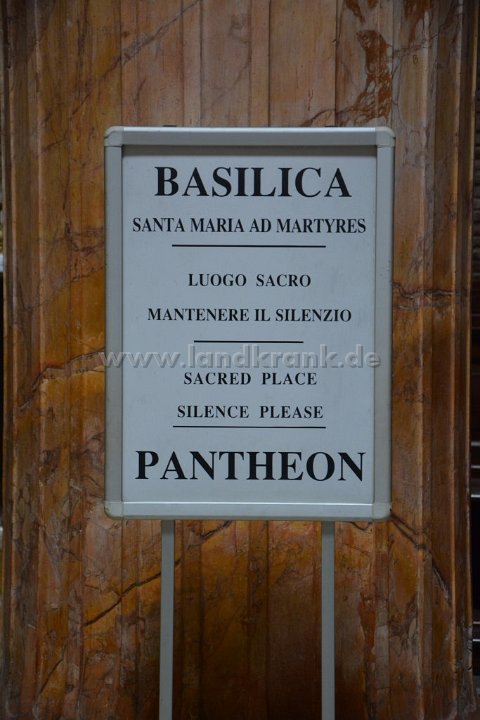 BASILICA
SANTA MARIA AD MARTYRES
LUOGO SACRO
MANTENERE IL SILENZIO
www.landkrank.de
SACRED PLACE
SILENCE PLEASE
PANTHEON